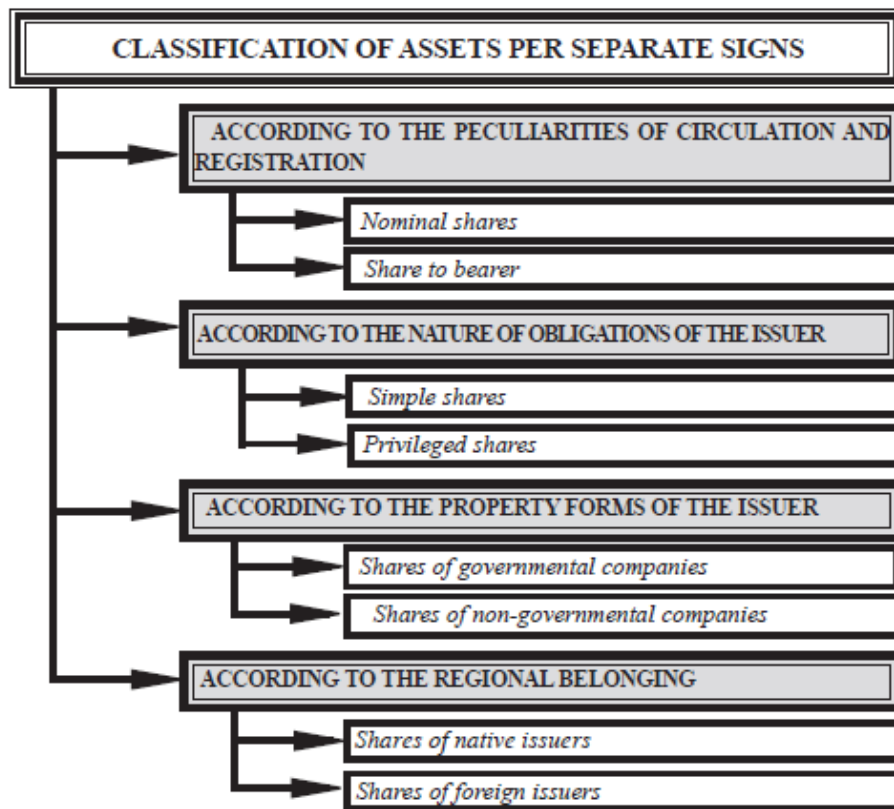 CLASSIFICATION OF ASSETS PER SEPARATE SIGNS
ACCORDING TO THE PECULIARITIES OF CIRCULATION AND
REGISTRATION
Nominal shares
Share to bearer
ACCORDING TO THE NATURE OF OBLIGATIONS OF THE ISSUER
Simple shares
Privileged shares
ACCORDING TO THE PROPERTY FORMS OF THE ISSUER
Shares of governmental companies
Shares of non-governmental companies
ACCORDING TO THE REGIONAL BELONGING
Shares of native issuers
Shares of foreign issuers